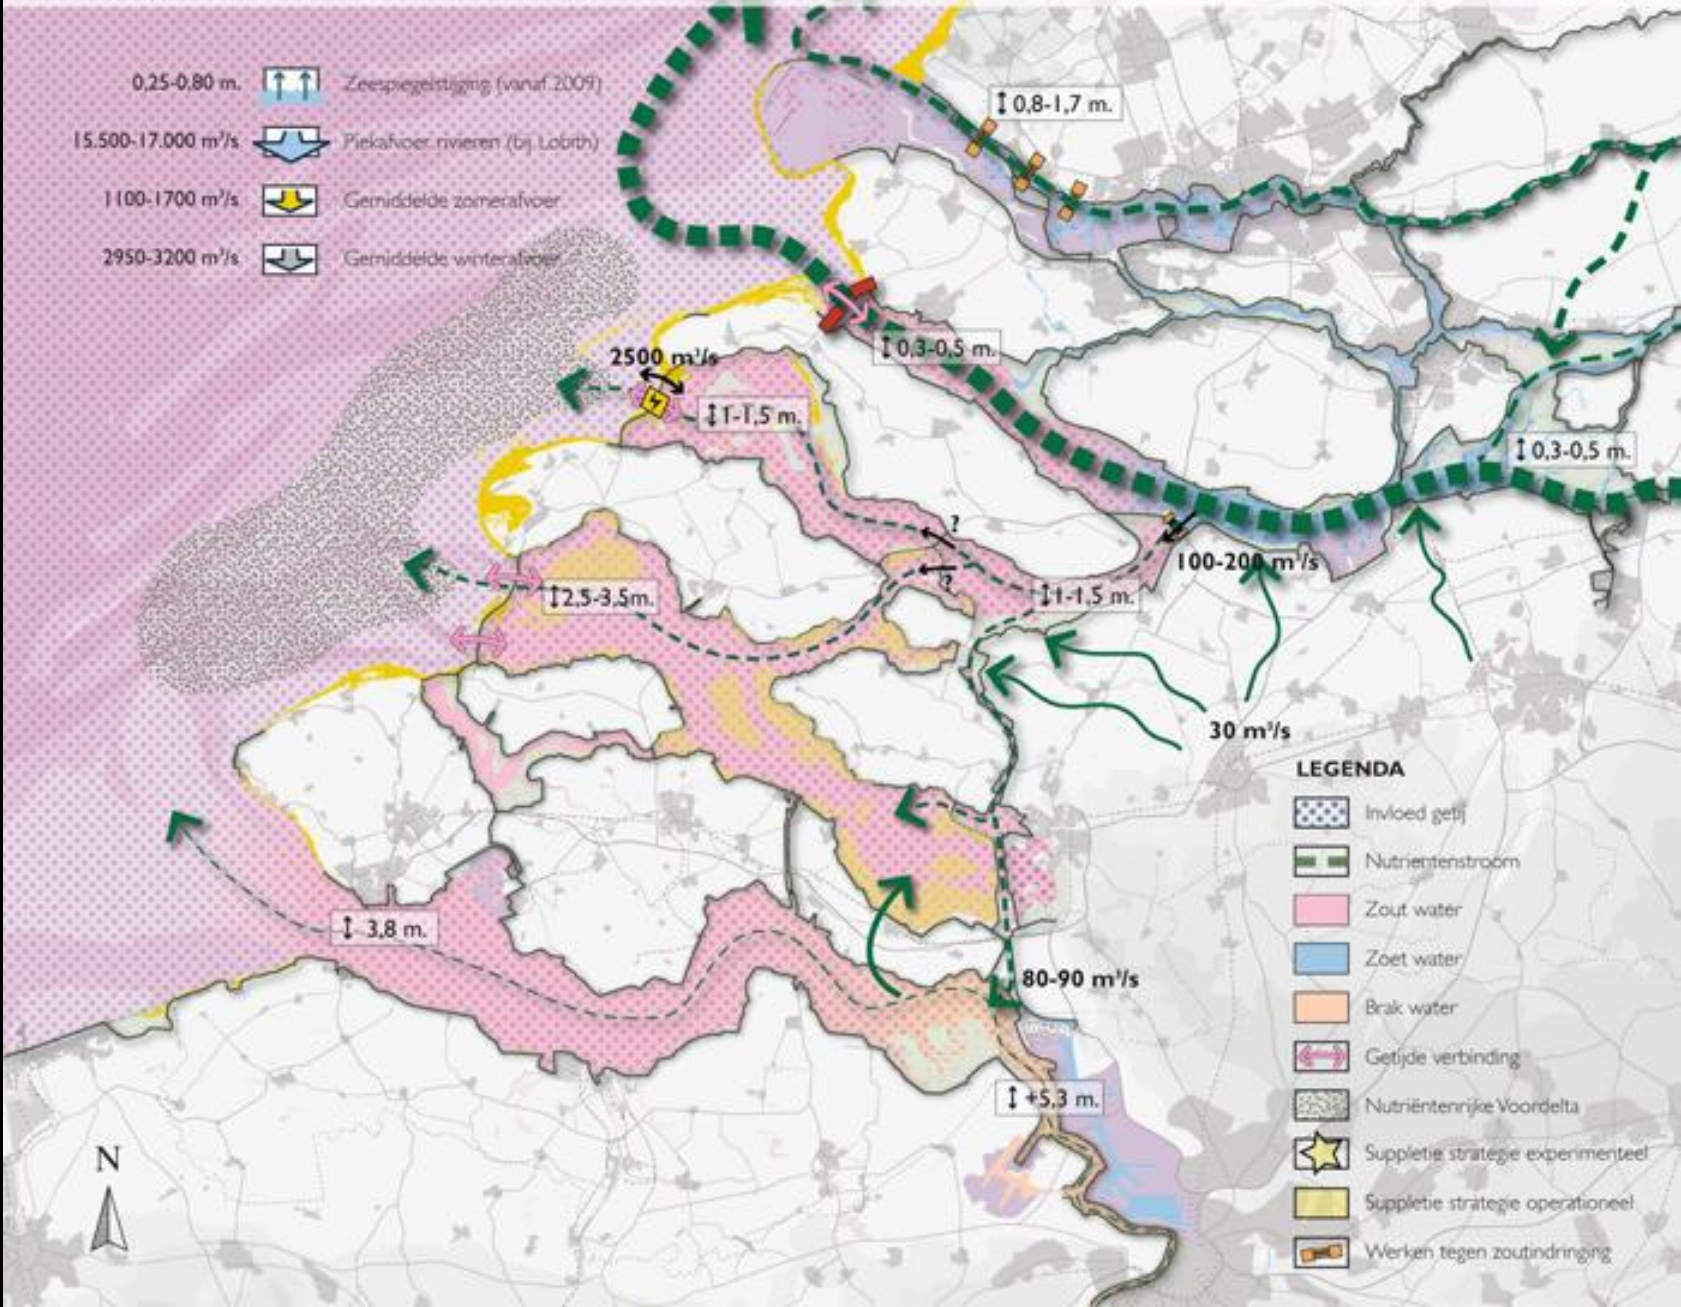 0,25-0.80 m. Zeespiegelstijging (vanaf 2009)
15.500-17.000 m³/s Piekafvoer rivieren (bij Lobith)
1100-1700 m³/s Gemiddelde zomerafvoer
2950-3200 m³/s Gemiddelde winterafvoer
0,8-1,7 m.
0,3-0,5 m.
2500 m³/s
1-1,5 m.
0,3-0,5 m.
?
100-200 m³/s
?
2,5-3,5m.
1-1,5 m.
30 m³/s
3,8 m.
80-90 m³/s
+5,3 m.
N
LEGENDA
Invloed getij
Nutrientenstroom
Zout water
Zoet water
Brak water
Getijde verbinding
Nutriëntenrijke Voordelta
Suppletie strategie experimenteel
Suppletie strategie operationeel
Werken tegen zoutindringing